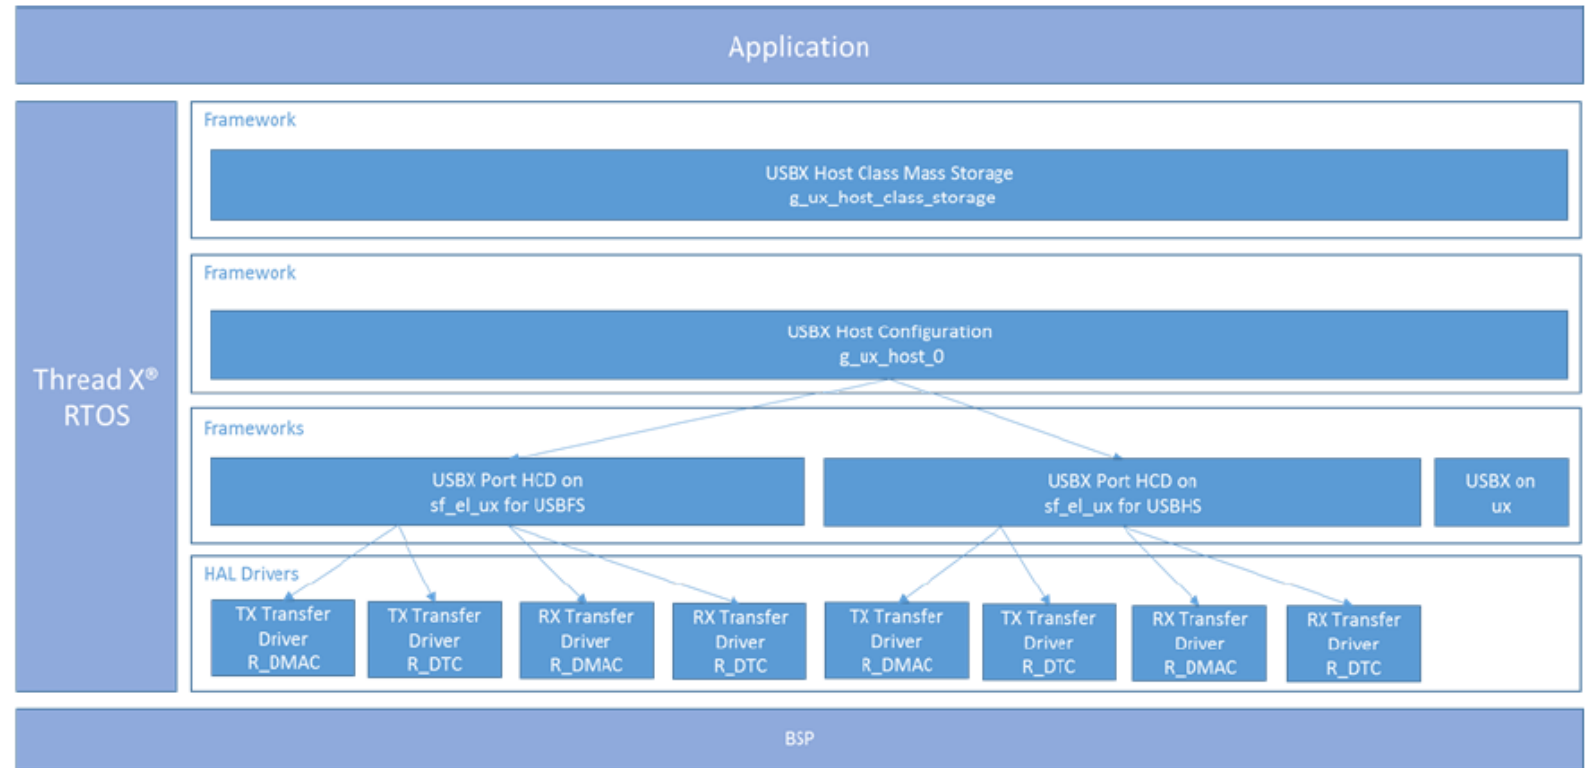 Application
Thread X®
RTOS
Framework
USBX Host Class Mass Storage
g_ux_host_class_storage
Framework
USBX Host Configuration
g_ux_host_0
Frameworks
USBX Port HCD on
sf_el_ux for USBFS
USBX Port HCD on
sf_el_ux for USBHS
USBX on
ux
HAL Drivers
TX Transfer
Driver
R_DMAC
TX Transfer
Driver
R_DTC
RX Transfer
Driver
R_DMAC
RX Transfer
Driver
R_DTC
TX Transfer
Driver
R_DMAC
TX Transfer
Driver
R_DTC
RX Transfer
Driver
R_DMAC
RX Transfer
Driver
R_DTC
BSP